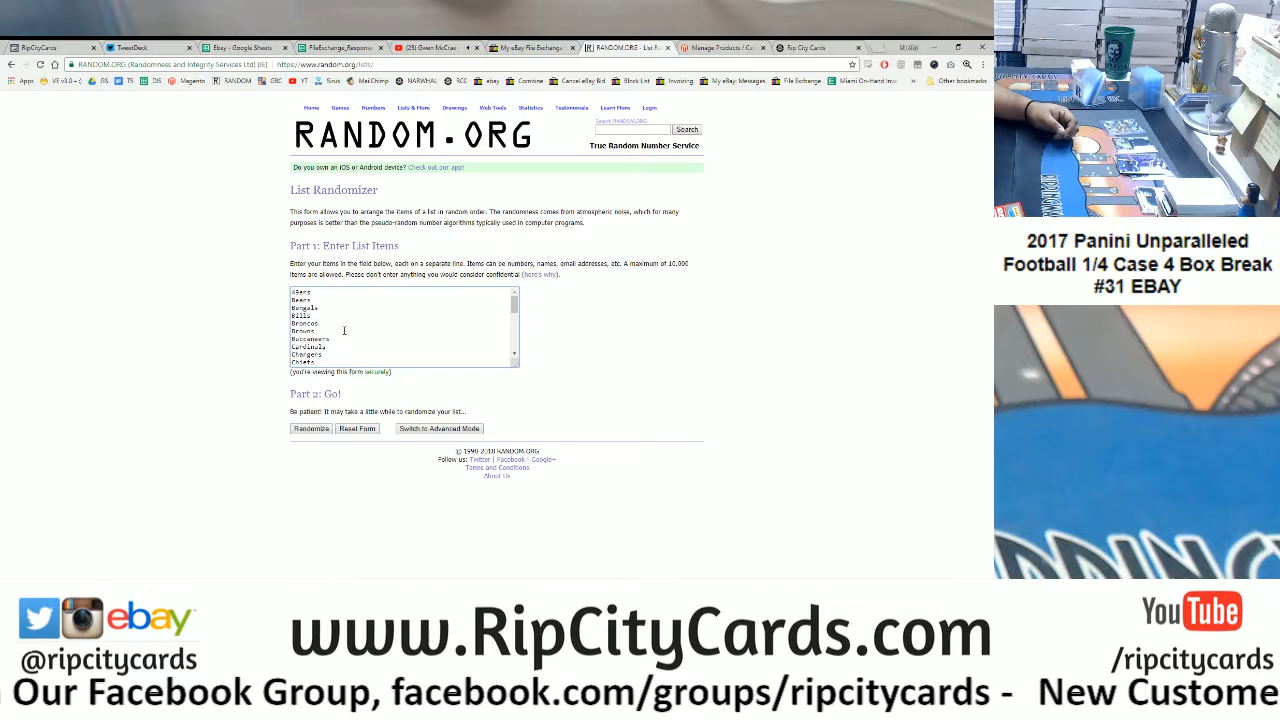 RipCityCards
TweetDeck
Ebay - Google Sheets
FileExchange_Response
(23) Gwen McCrae
My eBay File Exchange
RANDOM.ORG - List R
Manage Products
Rip City Cards
RANDOM.ORG (Randomness and Integrity Services Ltd) [IE]
https://www.random.org/lists/
Apps
TS
DIS
Magento
RANDOM
GBC
YT
Sirius
NARWHAL
RCC
ebay
Combine
Cancel eBay Bid
Block List
Invoicing
My eBay: Messages
File Exchange
Miami On-Hand Inv
Other bookmarks
Home
Games
Numbers
Lists & More
Drawings
Web Tools
Statistics
Testimonials
Learn More
Login
RANDOM.ORG
Search RANDOM.ORG
Search
True Random Number Service
Do you own an iOS or Android device? Check out our app!
List Randomizer
This form allows you to arrange the items of a list in random order. The randomness comes from atmospheric noise, which for many
purposes is better than the pseudo-random number algorithms typically used in computer programs.
Part 1: Enter List Items
Enter your items in the field below, each on a separate line. Items can be numbers, names, email addresses, etc. A maximum of 10,000
items are allowed. Please don't enter anything you would consider confidential (here's why).
49ers
Bears
Bengals
Bills
Broncos
Browns
Buccaneers
Cardinals
Chargers
Chiefs
(you're viewing this form securely)
Part 2: Go!
Be patient! It may take a little while to randomize your list...
Randomize
Reset Form
Switch to Advanced Mode
© 1998-2018 RANDOM.ORG
Follow us: Twitter | Facebook | Google+
Terms and Conditions
About Us
2017 Panini Unparalleled
Football 1/4 Case 4 Box Break
#31 EBAY
ebay
@ripcitycards
www.RipCityCards.com
YouTube
/ripcitycards
Our Facebook Group, facebook.com/groups/ripcitycards - New Custome